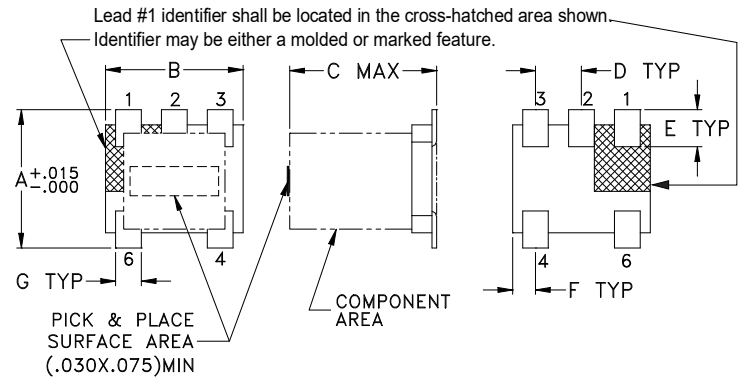 Lead #1 identifier shall be located in the cross-hatched area shown.
Identifier may be either a molded or marked feature.
B
C MAX
D TYP
1
2
3
3
2
1
E TYP
A+.015
-.000
6
4
4
6
G TYP
F TYP
COMPONENT
AREA
PICK & PLACE
SURFACE AREA
(.030X.075)MIN